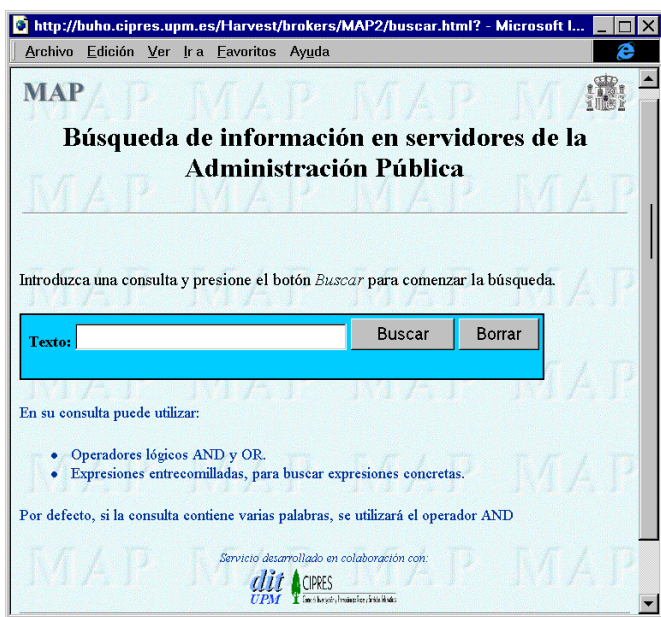 http://buho.cipres.upm.es/Harvest/brokers/MAP2/buscar.html? - Microsoft I...
Archivo Edición Ver Ir a Favoritos Ayuda
MAP
Búsqueda de información en servidores de la
Administración Pública
Introduzca una consulta y presione el botón Buscar para comenzar la búsqueda.
Texto: Buscar Borrar
En su consulta puede utilizar:
Operadores lógicos AND y OR.
Expresiones entrecomilladas, para buscar expresiones concretas.
Por defecto, si la consulta contiene varias palabras, se utilizará el operador AND
Servicio desarrollado en colaboración con:
dit CIPRES
UPM